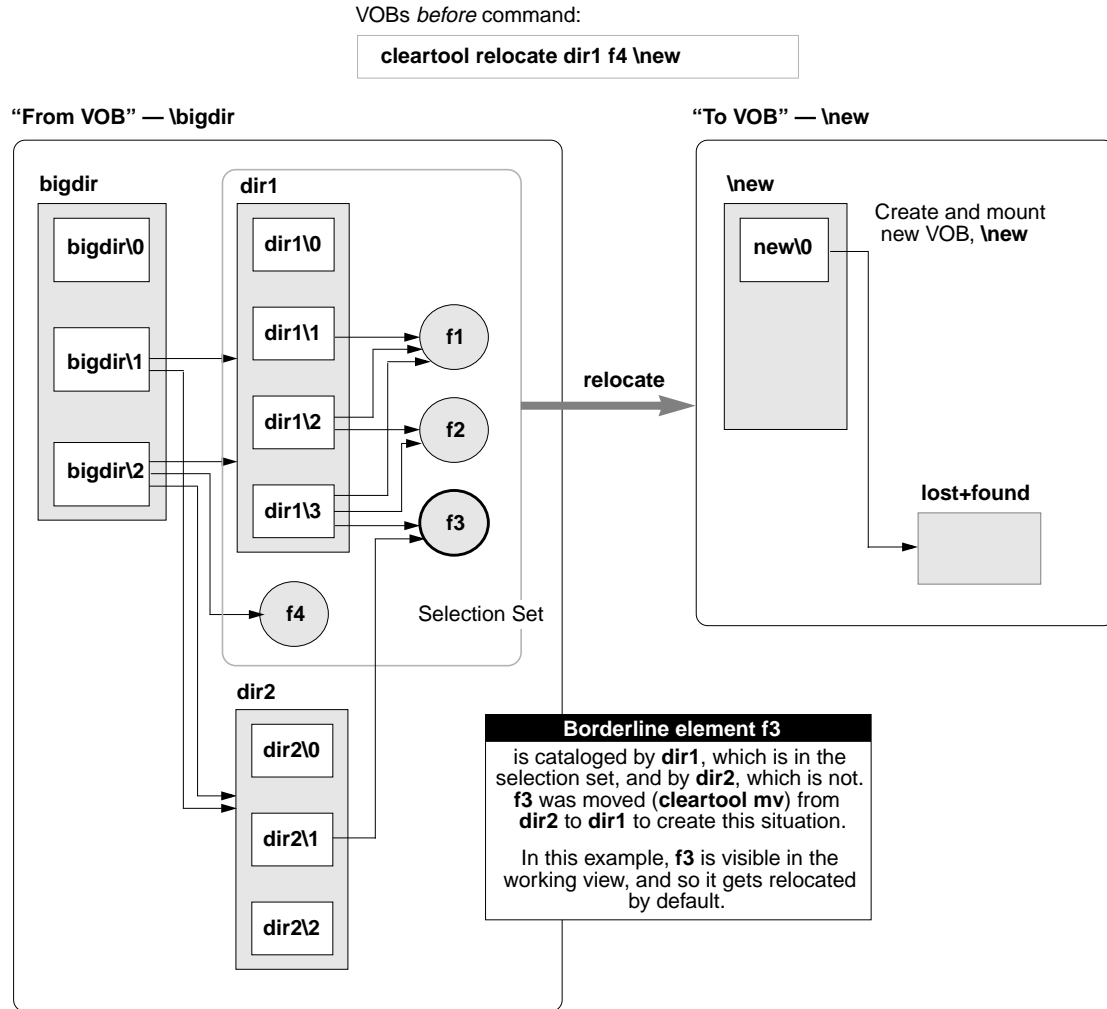 VOBs before command:
cleartool relocate dir1 f4 \new
“From VOB” — \bigdir
“To VOB” — \new
bigdir
bigdir\0
bigdir\1
bigdir\2
dir1
dir1\0
dir1\1
dir1\2
dir1\3
f1
f2
f3
f4
Selection Set
dir2
dir2\0
dir2\1
dir2\2
relocate
\new
new\0
Create and mount
new VOB, \new
lost+found
Borderline element f3
is cataloged by dir1, which is in the
selection set, and by dir2, which is not.
f3 was moved (cleartool mv) from
dir2 to dir1 to create this situation.
In this example, f3 is visible in the
working view, and so it gets relocated
by default.